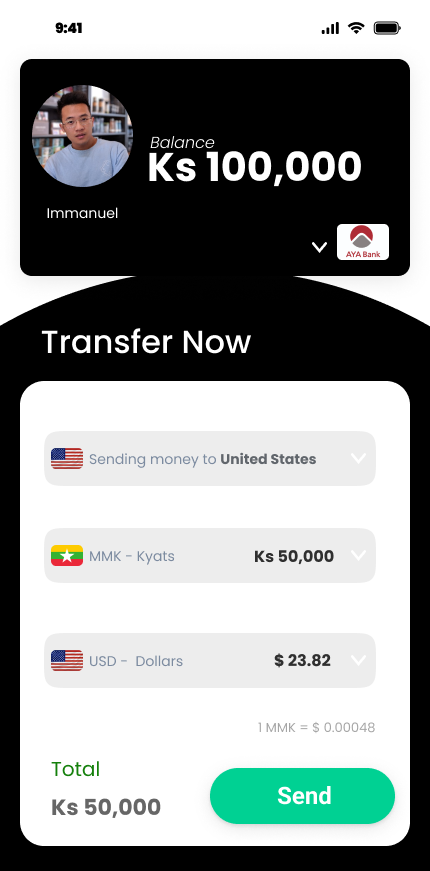 9:41
Balance
Ks 100,000
Immanuel
AYA Bank
Transfer Now
Sending money to United States
MMK - Kyats
Ks 50,000
USD - Dollars
$ 23.82
1 MMK = $ 0.00048
Total
Ks 50,000
Send